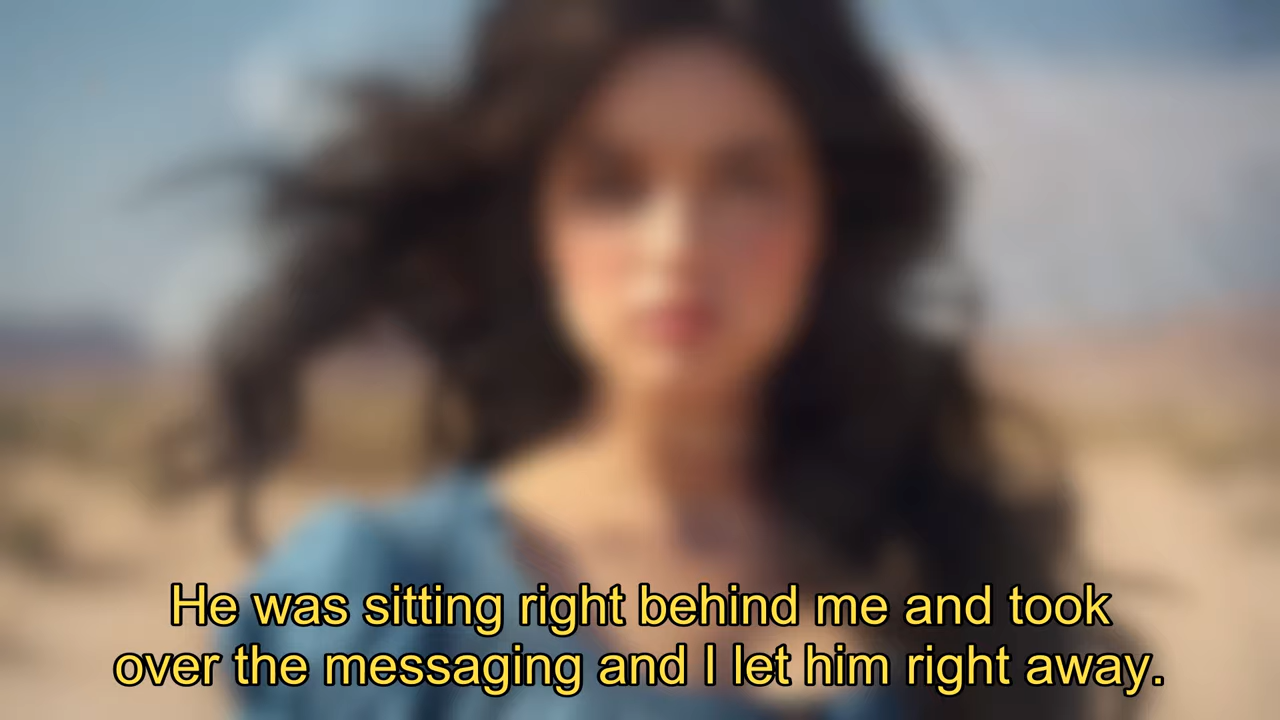 He was sitting right behind me and took
over the messaging and I let him right away.